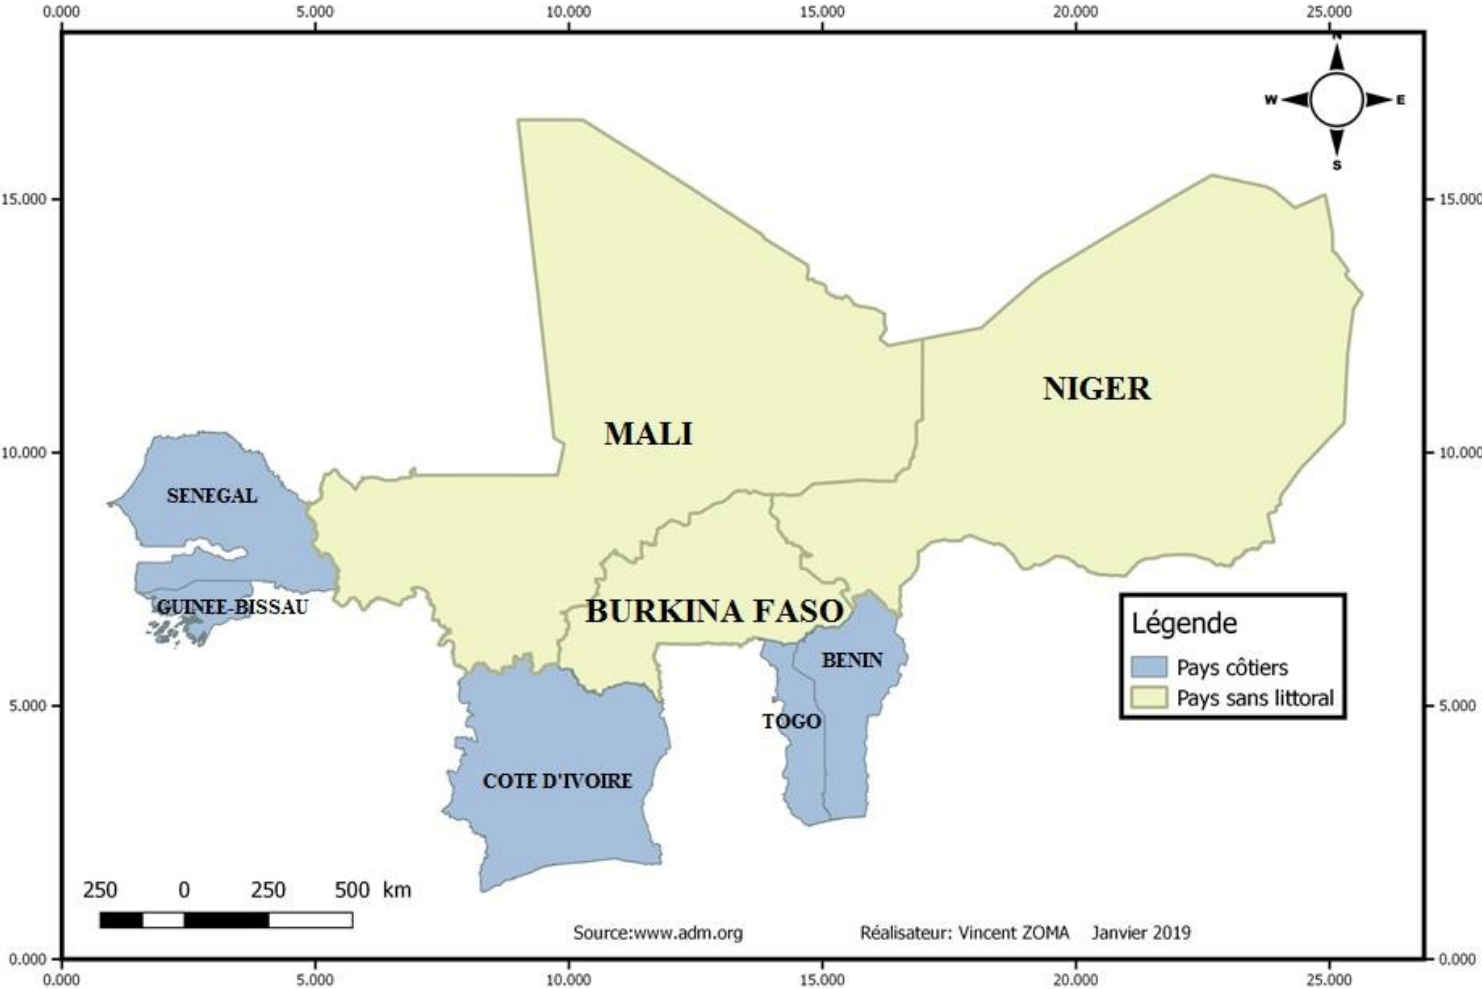 0.000 5.000 10.000 15.000 20.000 25.000
N
W E
S
15.000 15.000
NIGER
MALI
10.000 10.000
SENEGAL
GUINEE-BISSAU
BURKINA FASO
Légende
BENIN
Pays côtiers
Pays sans littoral
5.000 5.000
TOGO
COTE D'IVOIRE
250 0 250 500 km
Source:www.adm.org Réalisateur: Vincent ZOMA Janvier 2019
0.000 0.000
0.000 5.000 10.000 15.000 20.000 25.000